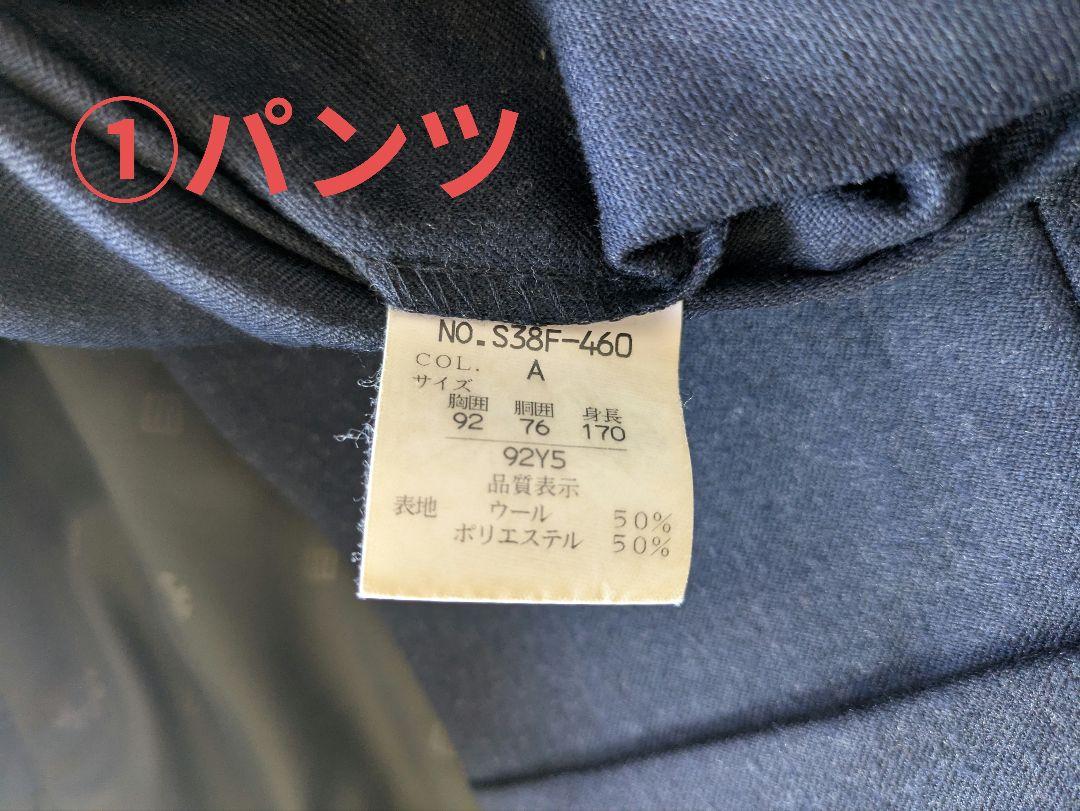 ①パンツ
NO.S38F-460
COL. A
サイズ
胸囲 胴囲 身長
92 76 170
92Y5
品質表示
表地 ウール 50%
ポリエステル 50%